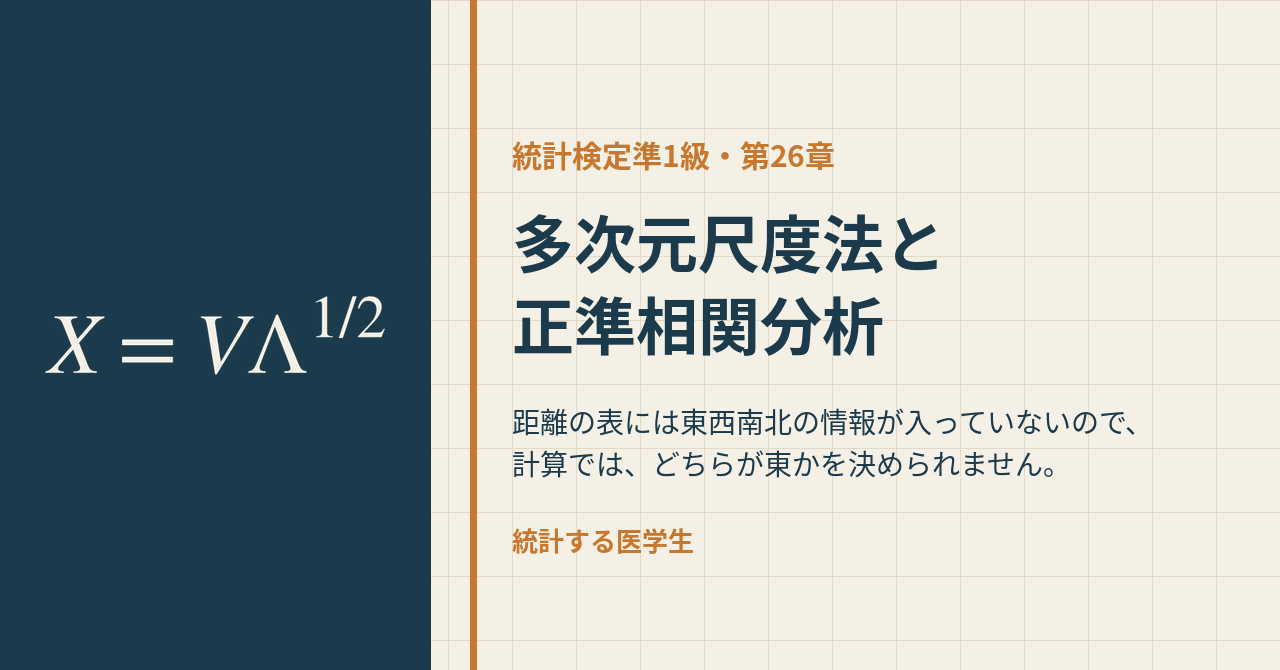 X = VΛ^{1/2}
統計検定準1級・第26章
多次元尺度法と
正準相関分析
距離の表には東西南北の情報が入っていないので、
計算では、どちらが東かを決められません。
統計する医学生